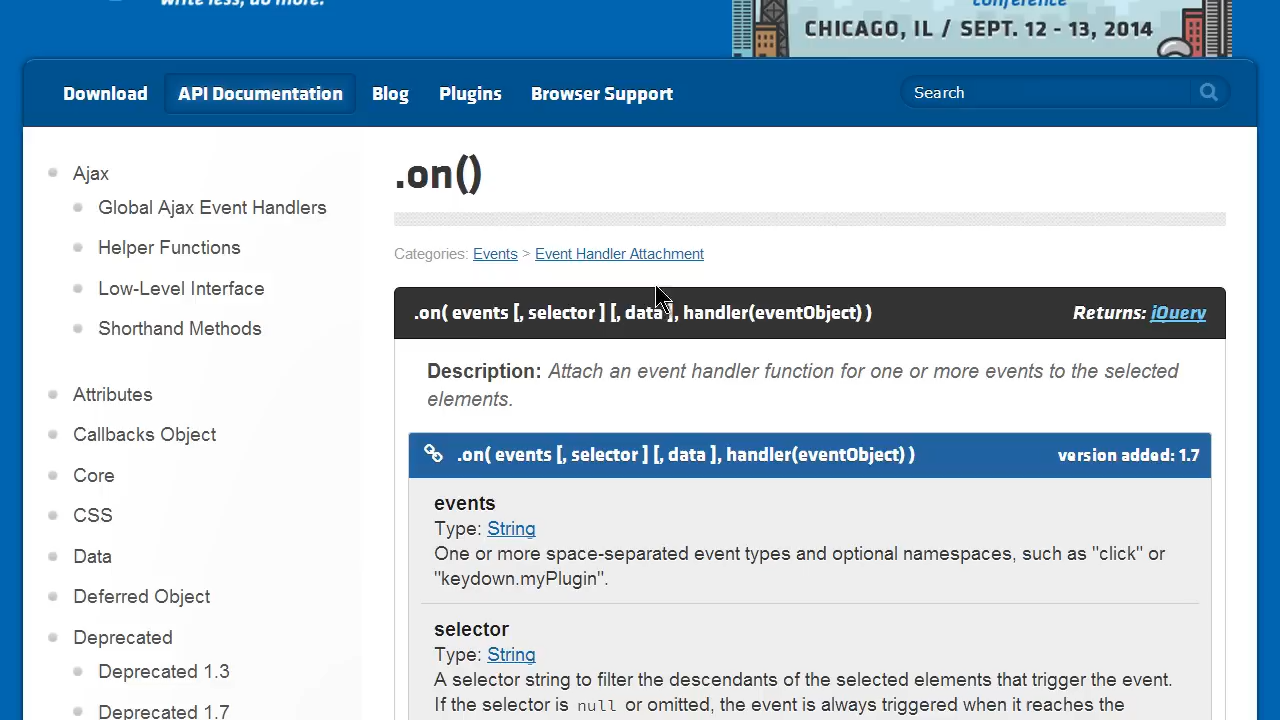 write less, do more.
conference
CHICAGO, IL / SEPT. 12 - 13, 2014
Download API Documentation Blog Plugins Browser Support Search
Ajax
Global Ajax Event Handlers
Helper Functions
Low-Level Interface
Shorthand Methods
Attributes
Callbacks Object
Core
CSS
Data
Deferred Object
Deprecated
Deprecated 1.3
Deprecated 1.7
.on()
Categories: Events > Event Handler Attachment
.on( events [, selector ] [, data ], handler(eventObject) ) Returns: jQuery
Description: Attach an event handler function for one or more events to the selected
elements.
.on( events [, selector ] [, data ], handler(eventObject) ) version added: 1.7
events
Type: String
One or more space-separated event types and optional namespaces, such as "click" or
"keydown.myPlugin".
selector
Type: String
A selector string to filter the descendants of the selected elements that trigger the event.
If the selector is null or omitted, the event is always triggered when it reaches the